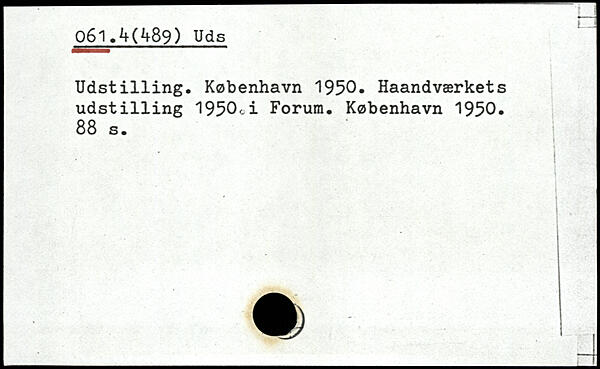 061.4(489) Uds
Udstilling. København 1950. Haandværkets
udstilling 1950 i Forum. København 1950.
88 s.